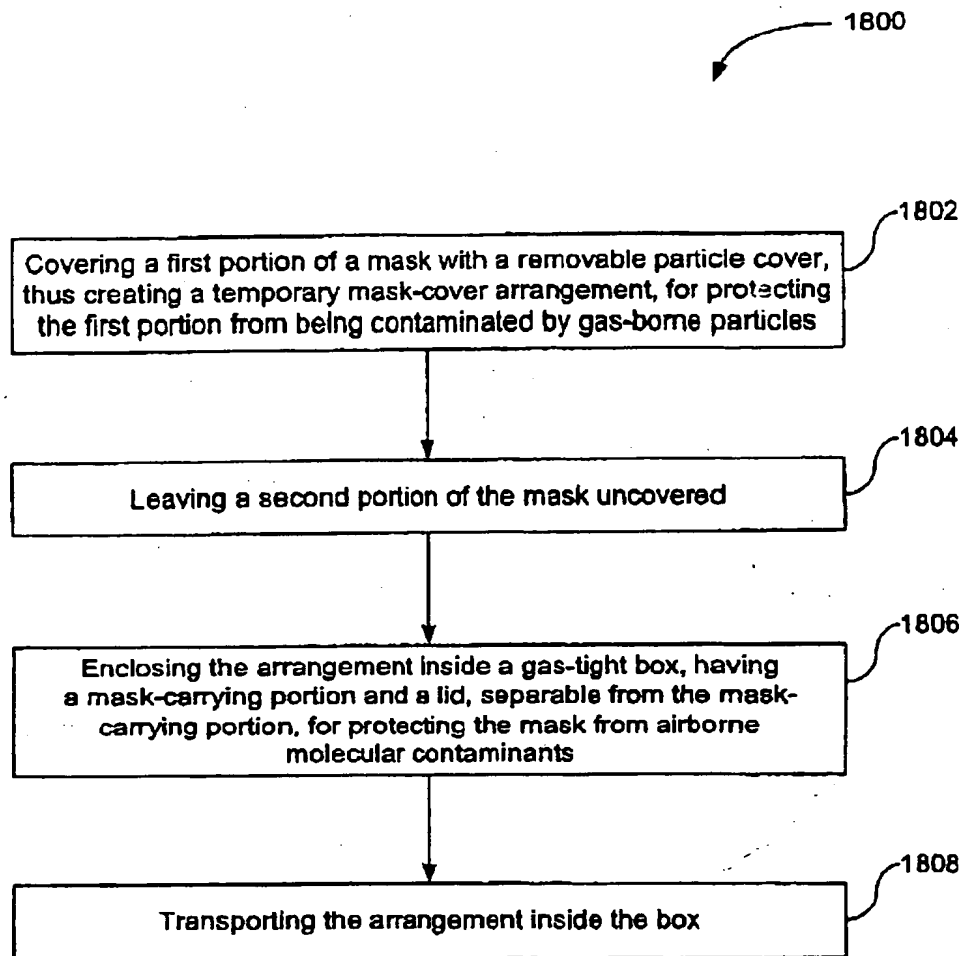 1800
1802
Covering a first portion of a mask with a removable particle cover,
thus creating a temporary mask-cover arrangement, for protecting
the first portion from being contaminated by gas-borne particles
1804
Leaving a second portion of the mask uncovered
1806
Enclosing the arrangement inside a gas-tight box, having
a mask-carrying portion and a lid, separable from the mask-
carrying portion, for protecting the mask from airborne
molecular contaminants
1808
Transporting the arrangement inside the box